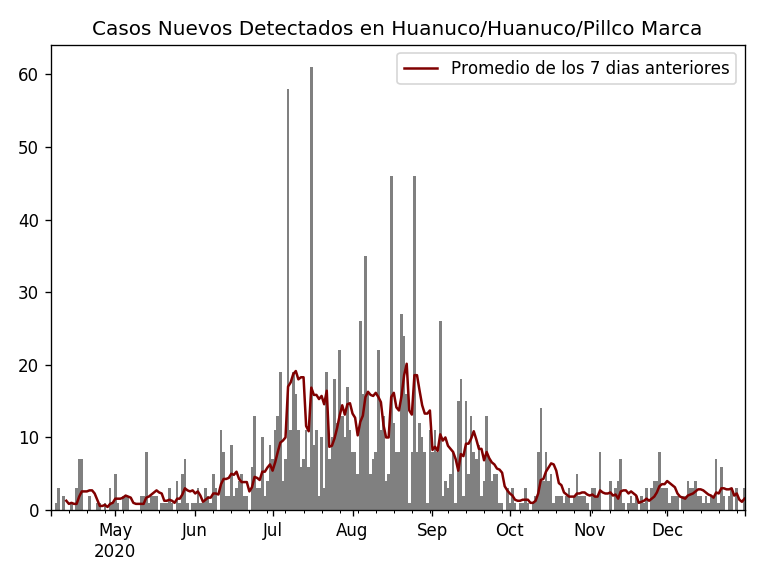 Casos Nuevos Detectados en Huanuco/Huanuco/Pillco Marca
Promedio de los 7 dias anteriores
60
50
40
30
20
10
0
May Jun Jul Aug Sep Oct Nov Dec
2020